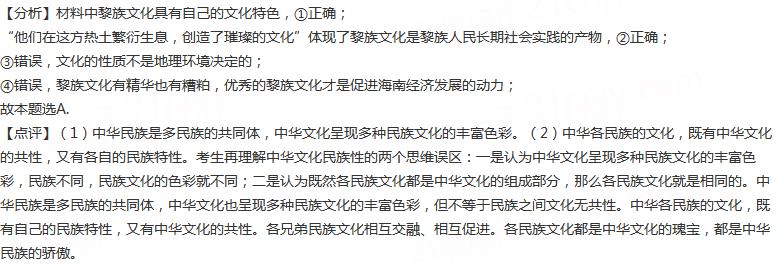 【分析】材料中黎族文化具有自己的文化特色，①正确；
“他们在这方热土繁衍生息，创造了璀璨的文化”体现了黎族文化是黎族人民长期社会实践的产物，②正确；
③错误，文化的性质不是地理环境决定的；
④错误，黎族文化有精华也有糟粕，优秀的黎族文化才是促进海南经济发展的动力；
故本题选A.
【点评】（1）中华民族是多民族的共同体，中华文化呈现多种民族文化的丰富色彩。（2）中华各民族的文化，既有中华文化
的共性，又有各自的民族特性。考生再理解中华文化民族性的两个思维误区：一是认为中华文化呈现多种民族文化的丰富色
彩，民族不同，民族文化的色彩就不同；二是认为既然各民族文化都是中华文化的组成部分，那么各民族文化就是相同的。中
华民族是多民族的共同体，中华文化也呈现多种民族文化的丰富色彩，但不等于民族之间文化无共性。中华各民族的文化，既
有自己的民族特性，又有中华文化的共性。各兄弟民族文化相互交融、相互促进。各民族文化都是中华文化的瑰宝，都是中华
民族的骄傲。